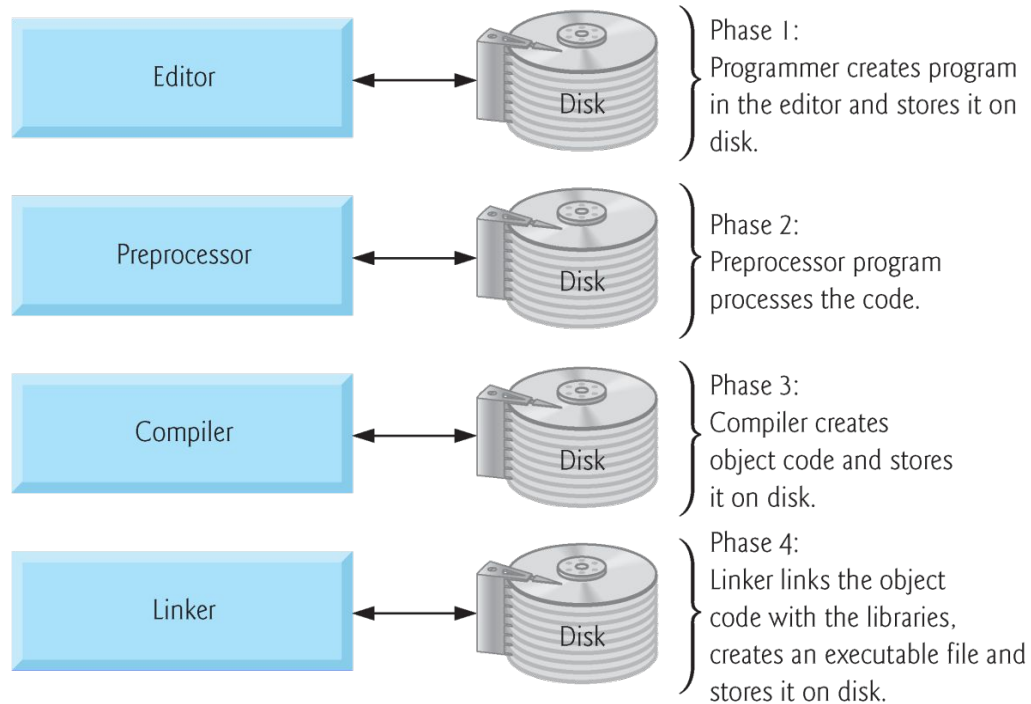 Editor
Disk
Phase 1:
Programmer creates program
in the editor and stores it on
disk.
Preprocessor
Disk
Phase 2:
Preprocessor program
processes the code.
Compiler
Disk
Phase 3:
Compiler creates
object code and stores
it on disk.
Linker
Disk
Phase 4:
Linker links the object
code with the libraries,
creates an executable file and
stores it on disk.